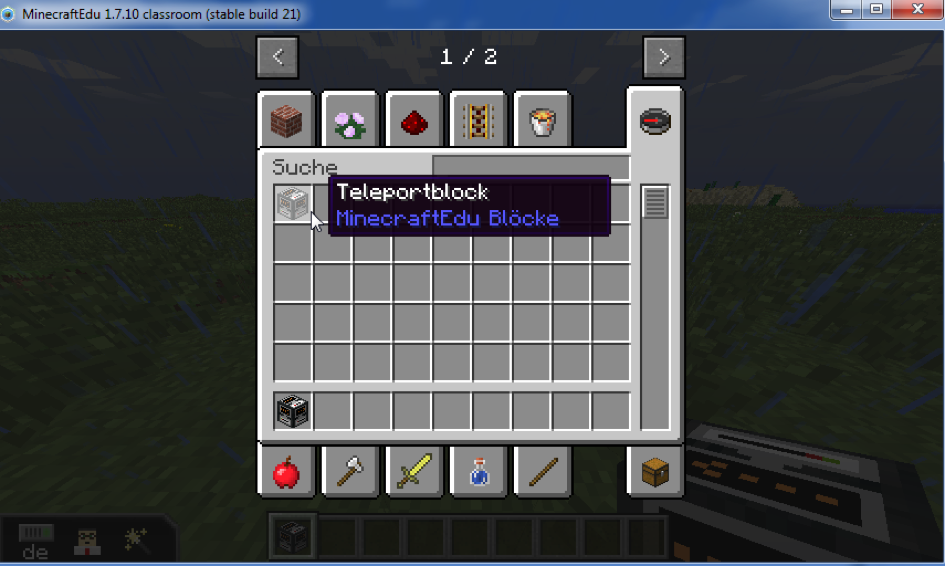 MinecraftEdu 1.7.10 classroom (stable build 21)
1 / 2
Suche
Teleportblock
MinecraftEdu Blöcke
de